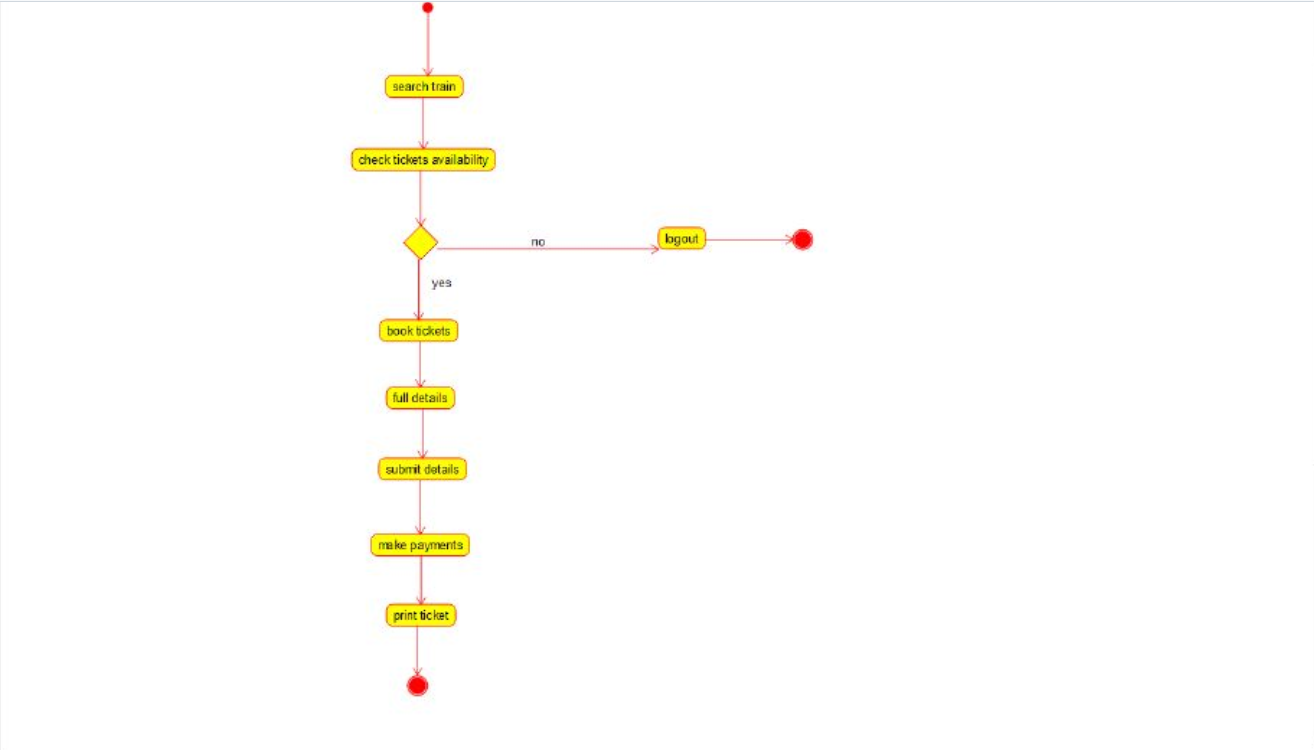 search train
check tickets availability
no
logout
yes
book tickets
full details
submit details
make payments
print ticket